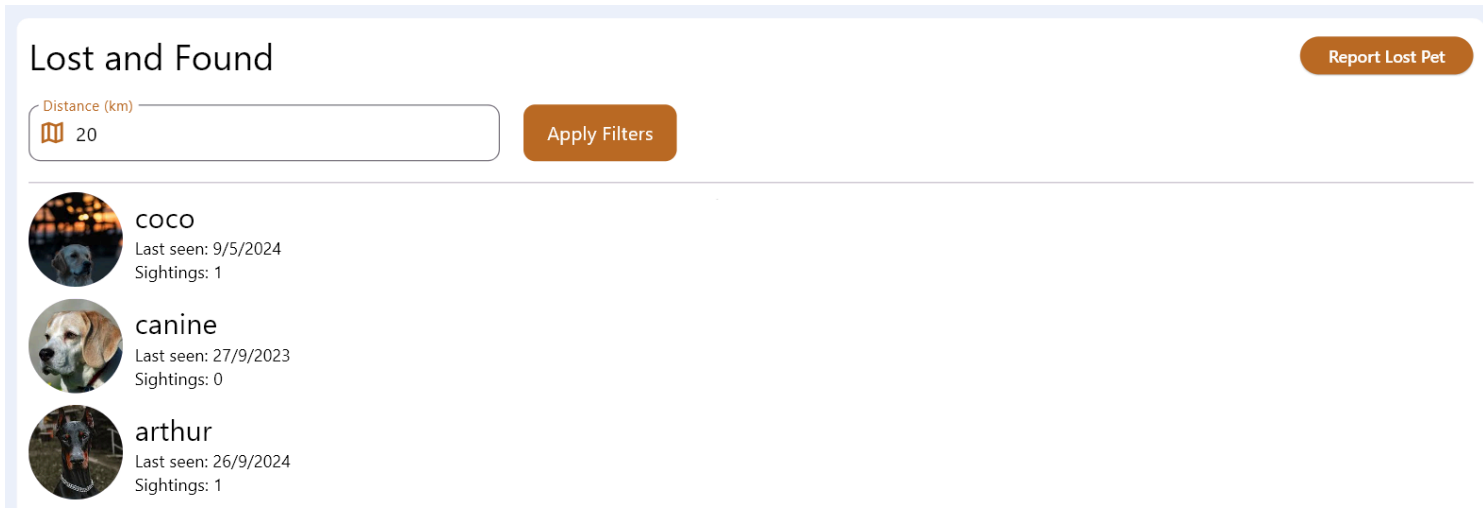 Lost and Found
Report Lost Pet
Distance (km)
20
Apply Filters
coco
Last seen: 9/5/2024
Sightings: 1
canine
Last seen: 27/9/2023
Sightings: 0
arthur
Last seen: 26/9/2024
Sightings: 1